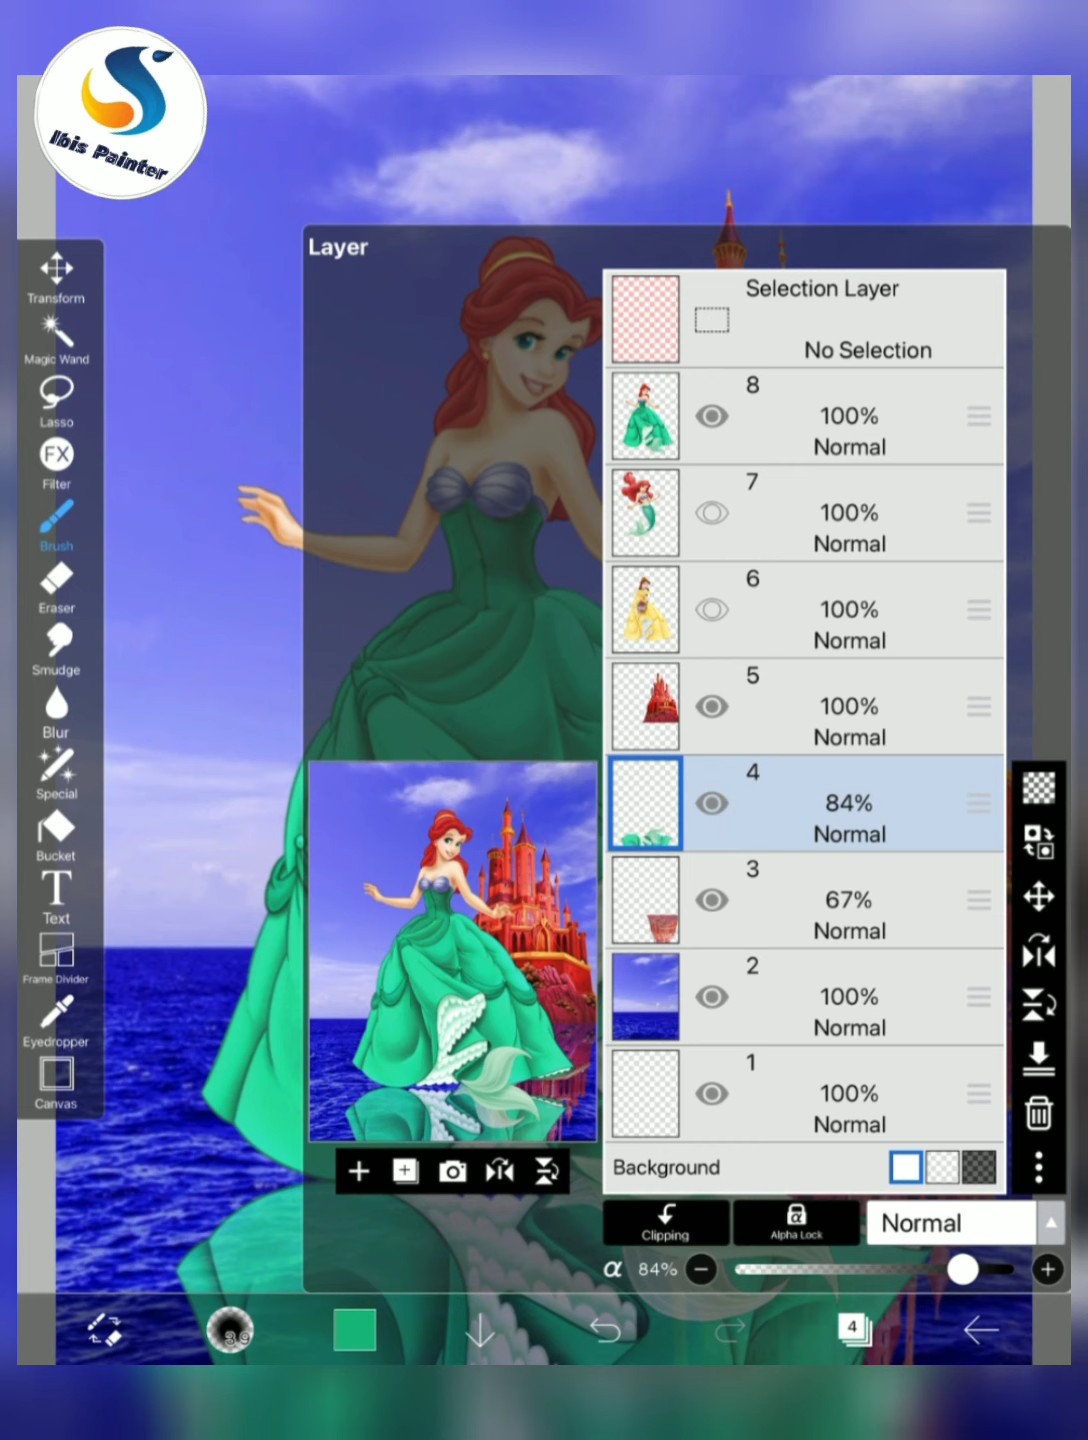 Ibis Painter
Layer
Transform
Magic Wand
Lasso
FX
Filter
Brush
Eraser
Smudge
Blur
Special
Bucket
T
Text
Frame Divider
Eyedropper
Canvas
Selection Layer
No Selection
8
100%
Normal
7
100%
Normal
6
100%
Normal
5
100%
Normal
4
84%
Normal
3
67%
Normal
2
100%
Normal
1
100%
Normal
Background
Clipping
α
Alpha Lock
Normal
α 84%
3.9
4